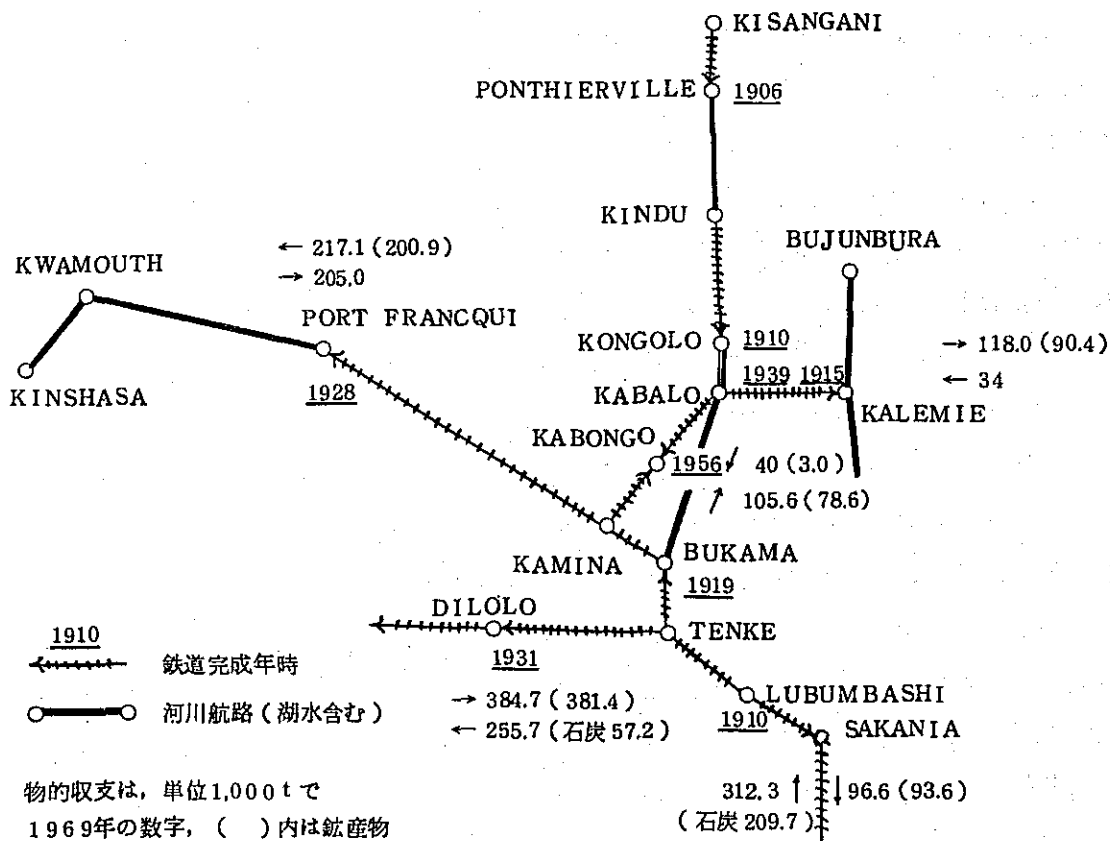 KISANGANI
PONTHIERVILLE
1906
KINDU
BUJUNBURA
← 217.1 (200.9)
→ 205.0
KWAMOUTH
PORT FRANCQUI
KINSHASA
1928
KONGOLO
1910
1939 1915
→ 118.0 (90.4)
← 34
KABALO
KALEMIE
KABONGO
1956
↙ 40 (3.0)
↗ 105.6 (78.6)
KAMINA
BUKAMA
1919
DILOLO
TENKE
1931
1910
鉄道完成年時
河川航路(湖水含む)
→ 384.7 (381.4)
← 255.7 (石炭57.2)
LUBUMBASHI
1910
SAKANIA
312.3 ↑ ↓ 96.6 (93.6)
(石炭209.7)
物的収支は,単位1,000tで
1969年の数字,( )内は鉱産物